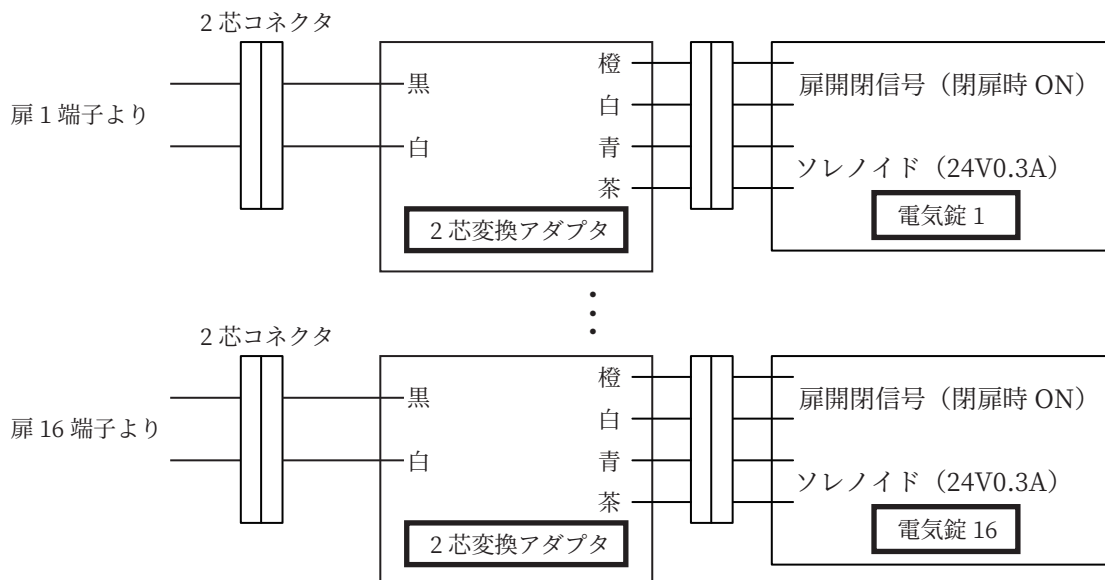 2 芯コネクタ
扉 1 端子より
黒
白
橙
白
青
茶
2 芯変換アダプタ
扉開閉信号（閉扉時 ON）
ソレノイド（24V0.3A）
電気錠 1
2 芯コネクタ
扉 16 端子より
黒
白
橙
白
青
茶
2 芯変換アダプタ
扉開閉信号（閉扉時 ON）
ソレノイド（24V0.3A）
電気錠 16